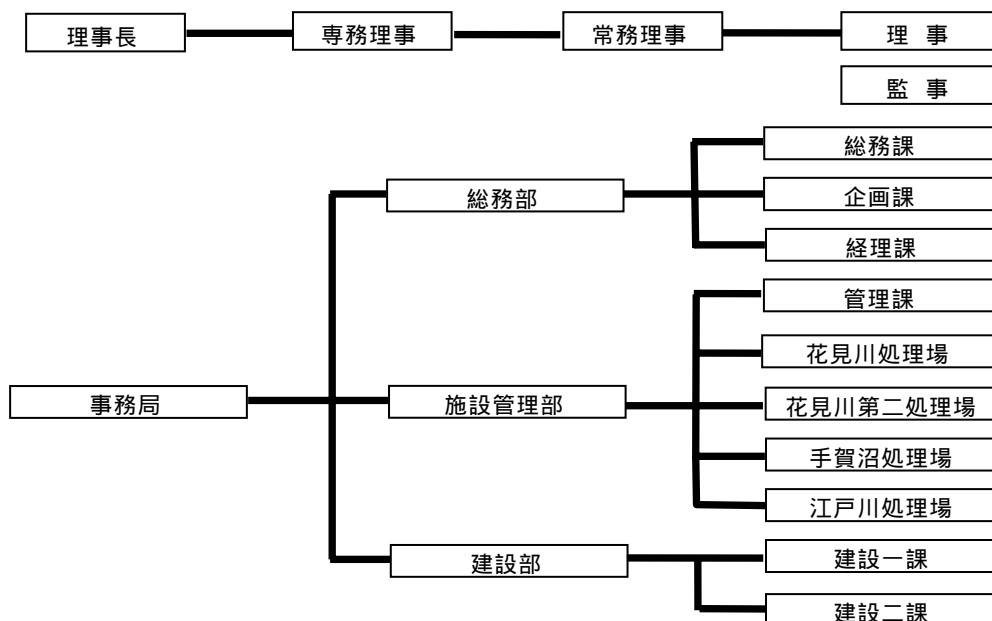 理事長 専務理事 常務理事 理 事
監 事
総務課
総務部 企画課
経理課
管理課
花見川処理場
事務局 施設管理部 花見川第二処理場
手賀沼処理場
江戸川処理場
建設部 建設一課
建設二課